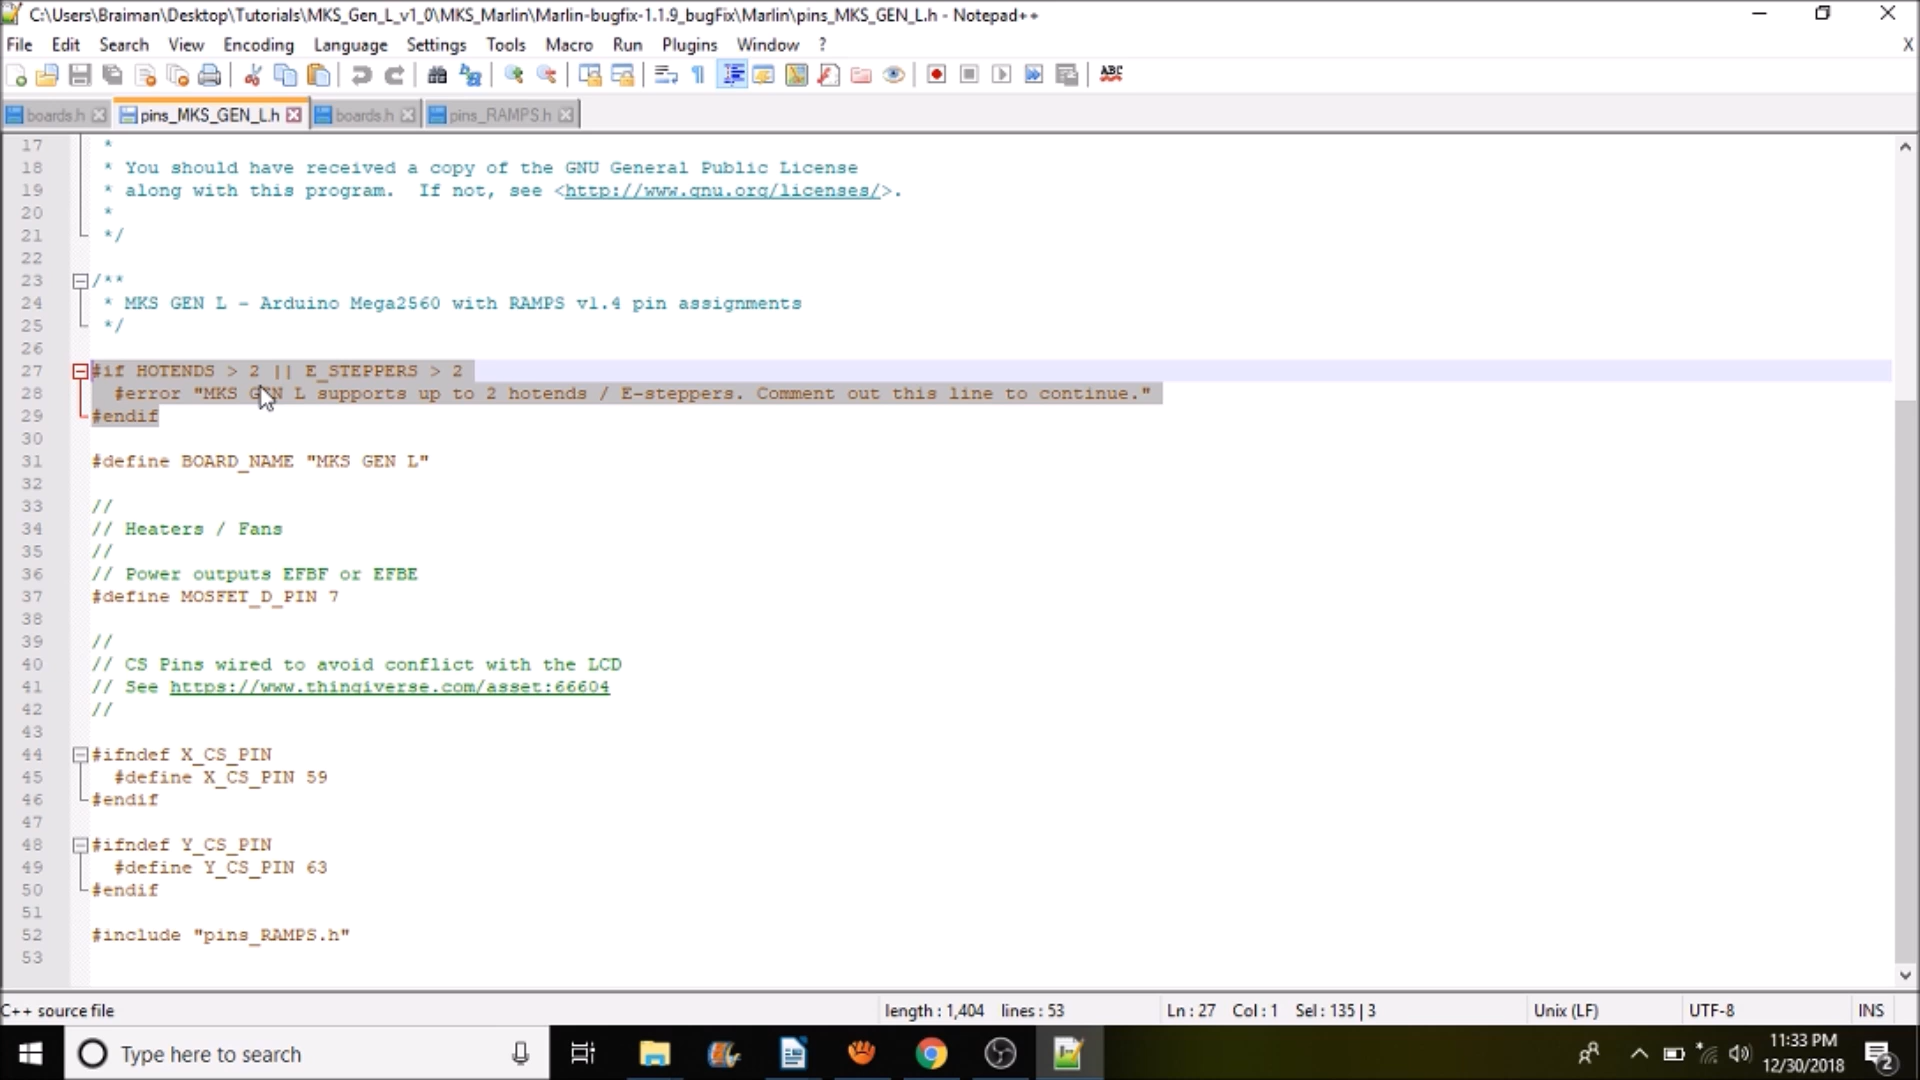 C:\Users\Braiman\Desktop\Tutorials\MKS_Gen_L_v1_0\MKS_Marlin\Marlin-bugfix-1.1.9_bugFix\Marlin\pins_MKS_GEN_L.h - Notepad++
File Edit Search View Encoding Language Settings Tools Macro Run Plugins Window ? X
ABC
boards.h pins_MKS_GEN_L.h boards.h pins_RAMPS.h
17 *
18 * You should have received a copy of the GNU General Public License
19 * along with this program. If not, see <http://www.gnu.org/licenses/>.
20 *
21 */
22
23 /**
24 * MKS GEN L - Arduino Mega2560 with RAMPS v1.4 pin assignments
25 */
26
27 #if HOTENDS > 2 || E_STEPPERS > 2
28 #error "MKS GEN L supports up to 2 hotends / E-steppers. Comment out this line to continue."
29 #endif
30
31 #define BOARD_NAME "MKS GEN L"
32
33 //
34 // Heaters / Fans
35 //
36 // Power outputs EFBF or EFBE
37 #define MOSFET_D_PIN 7
38
39 //
40 // CS Pins wired to avoid conflict with the LCD
41 // See https://www.thingiverse.com/asset:66604
42 //
43
44 #ifndef X_CS_PIN
45 #define X_CS_PIN 59
46 #endif
47
48 #ifndef Y_CS_PIN
49 #define Y_CS_PIN 63
50 #endif
51
52 #include "pins_RAMPS.h"
53
C++ source file length : 1,404 lines : 53 Ln : 27 Col : 1 Sel : 135 | 3 Unix (LF) UTF-8 INS
Type here to search
11:33 PM
12/30/2018
2